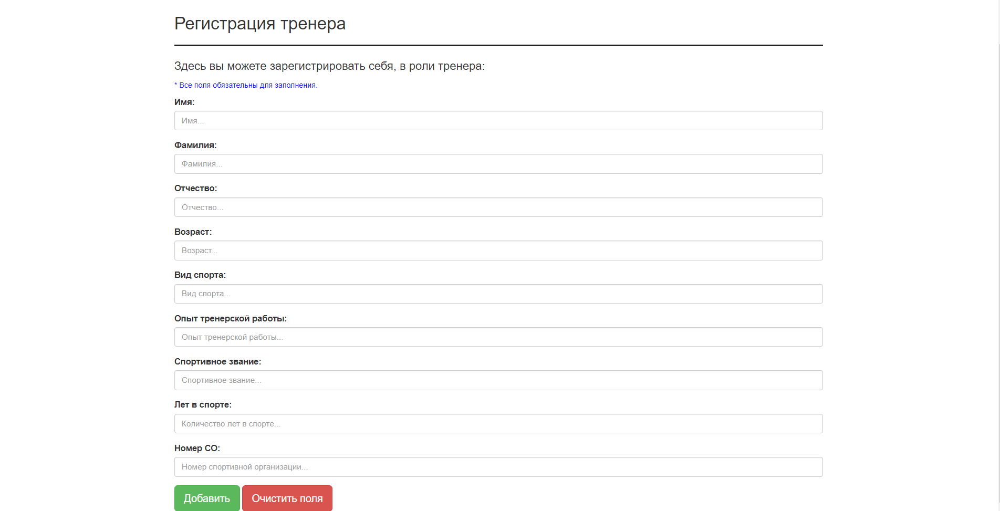 Регистрация тренера
Здесь вы можете зарегистрировать себя, в роли тренера:
* Все поля обязательны для заполнения.
Имя:
Имя...
Фамилия:
Фамилия...
Отчество:
Отчество...
Возраст:
Возраст...
Вид спорта:
Вид спорта...
Опыт тренерской работы:
Опыт тренерской работы...
Спортивное звание:
Спортивное звание...
Лет в спорте:
Количество лет в спорте...
Номер СО:
Номер спортивной организации...
Добавить Очистить поля